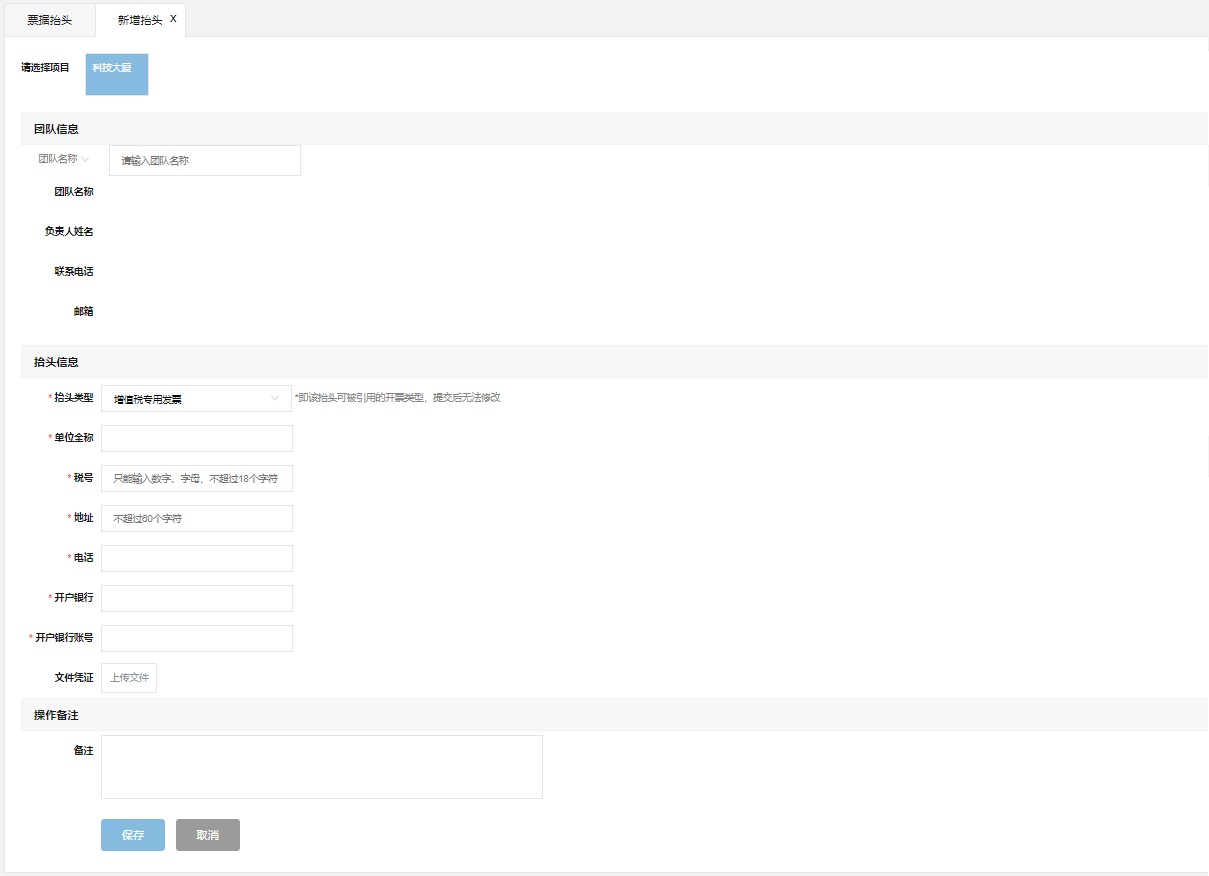 票据抬头 新增抬头 X
请选择项目 科技大厦
团队信息
团队名称 请输入团队名称
团队名称
负责人姓名
联系电话
邮箱
抬头信息
*抬头类型 增值税专用发票 *即该抬头可被引用的开票类型，提交后无法修改
*单位全称
*税号 只能输入数字、字母，不超过18个字符
*地址 不超过60个字符
*电话
*开户银行
*开户银行账号
文件凭证 上传文件
操作备注
备注
保存 取消